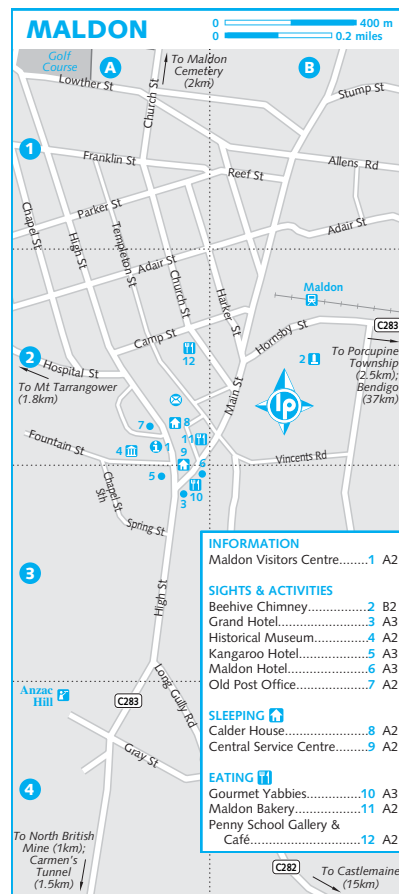 MALDON
0 400 m
0 0.2 miles
Golf
Course
A
To Maldon
Cemetery
(2km)
B
Lowther St
Church St
Stump St
1
Franklin St
Allens Rd
Reef St
Parker St
Chapel St
High St
Templeton St
Adair St
Adair St
Church St
Harker St
Maldon
C283
Camp St
Hornsby St
2
12
2
To Porcupine
Township
(2.5km);
Bendigo
(37km)
Hospital St
To Mt Tarrangower
(1.8km)
Main St
lp
7
8
Fountain St
4
1
11
9
6
Vincents Rd
5
3
10
Chapel St
Sth
Spring St
3
High St
INFORMATION
Maldon Visitors Centre........1 A2
SIGHTS & ACTIVITIES
Beehive Chimney................2 B2
Grand Hotel........................3 A3
Historical Museum..............4 A2
Kangaroo Hotel..................5 A3
Maldon Hotel.....................6 A3
Old Post Office...................7 A2
SLEEPING
Calder House......................8 A2
Central Service Centre.........9 A2
EATING
Gourmet Yabbies...............10 A3
Maldon Bakery..................11 A2
Penny School Gallery &
Café...............................12 A2
Anzac
Hill
C283
Long Gully Rd
Gray St
4
To North British
Mine (1km);
Carmen's
Tunnel
(1.5km)
C282
To Castlemaine
(15km)